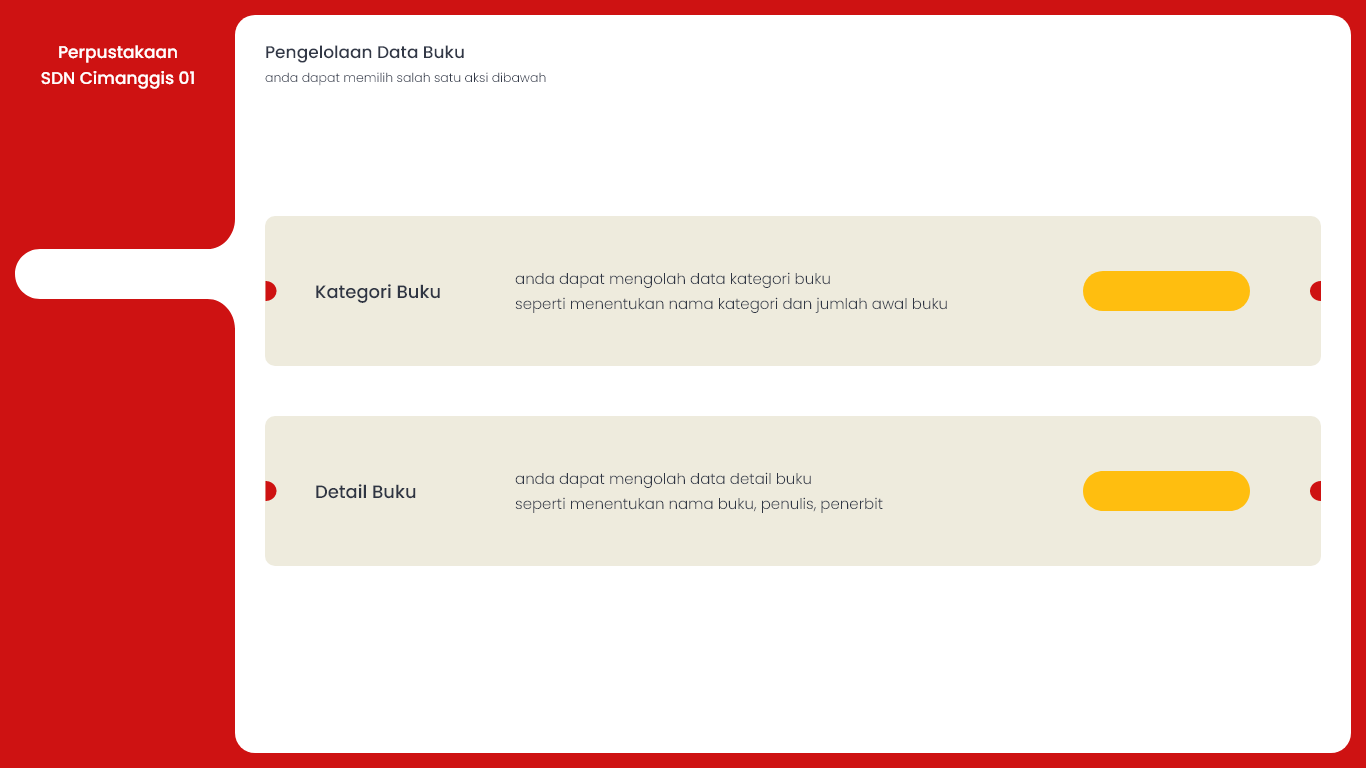 Perpustakaan
SDN Cimanggis 01
Pengelolaan Data Buku
anda dapat memilih salah satu aksi dibawah
Kategori Buku
anda dapat mengolah data kategori buku
seperti menentukan nama kategori dan jumlah awal buku
Detail Buku
anda dapat mengolah data detail buku
seperti menentukan nama buku, penulis, penerbit